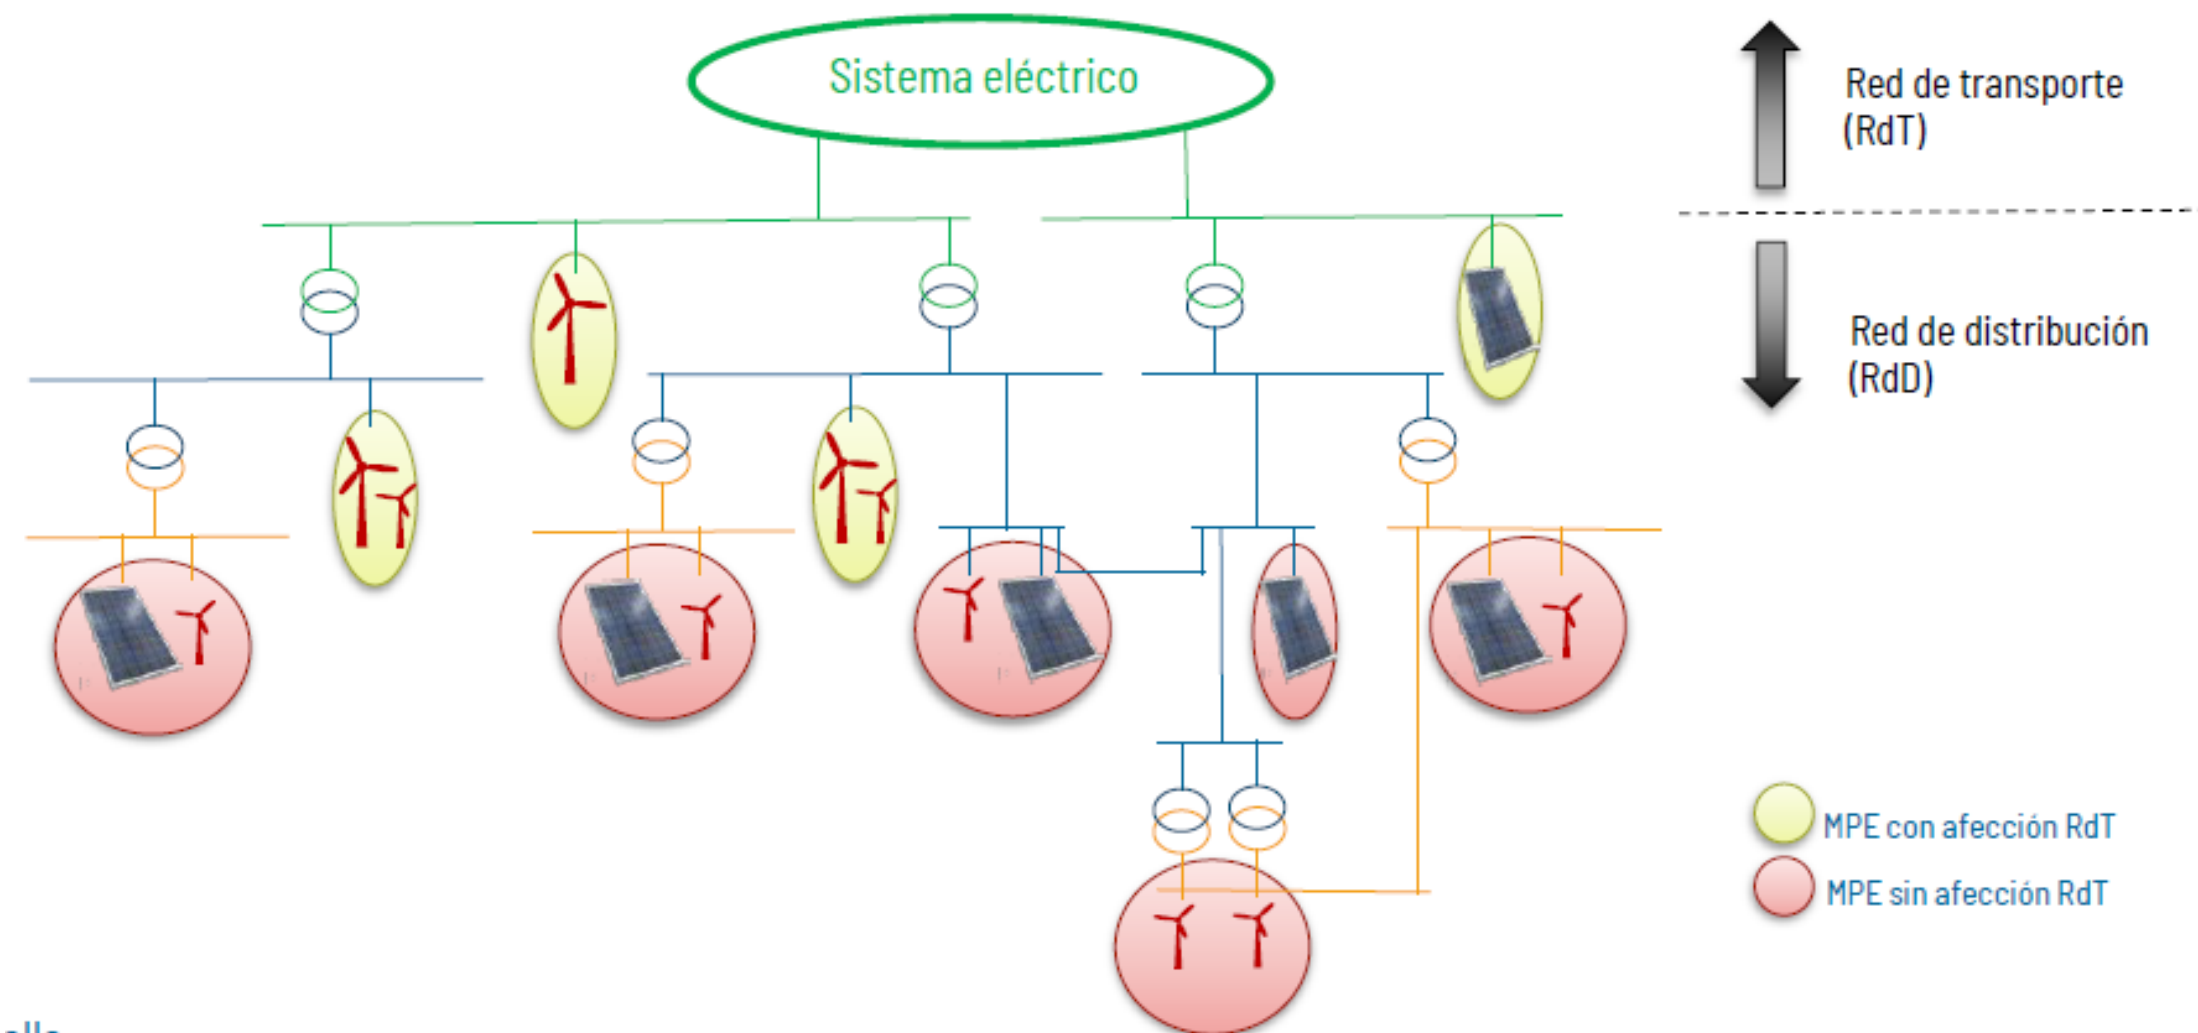 Sistema eléctrico
Red de transporte
(RdT)
Red de distribución
(RdD)
MPE con afección RdT
MPE sin afección RdT